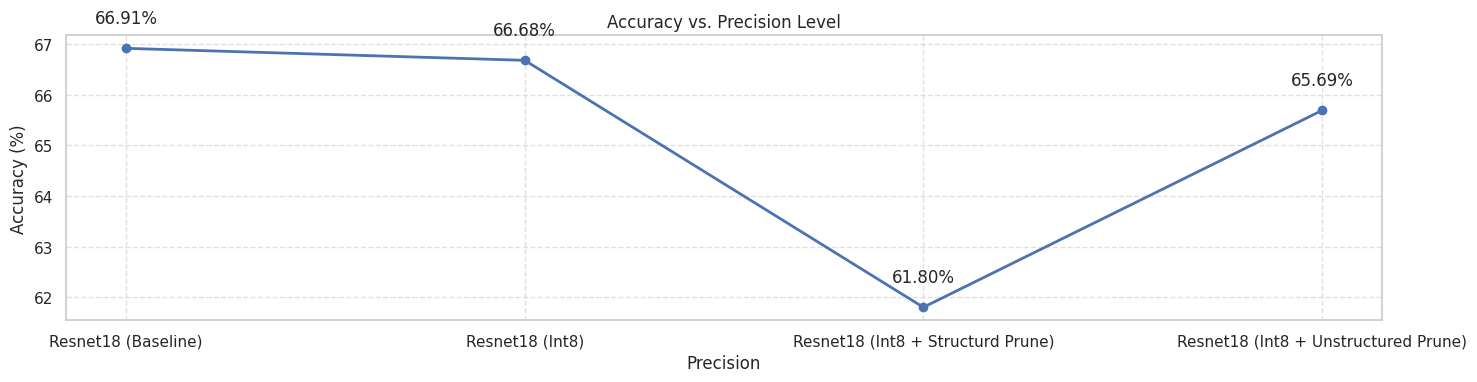 Accuracy vs. Precision Level
66.91%
66.68%
61.80%
65.69%
Accuracy (%)
67
66
65
64
63
62
Resnet18 (Baseline)
Resnet18 (Int8)
Resnet18 (Int8 + Structurd Prune)
Resnet18 (Int8 + Unstructured Prune)
Precision